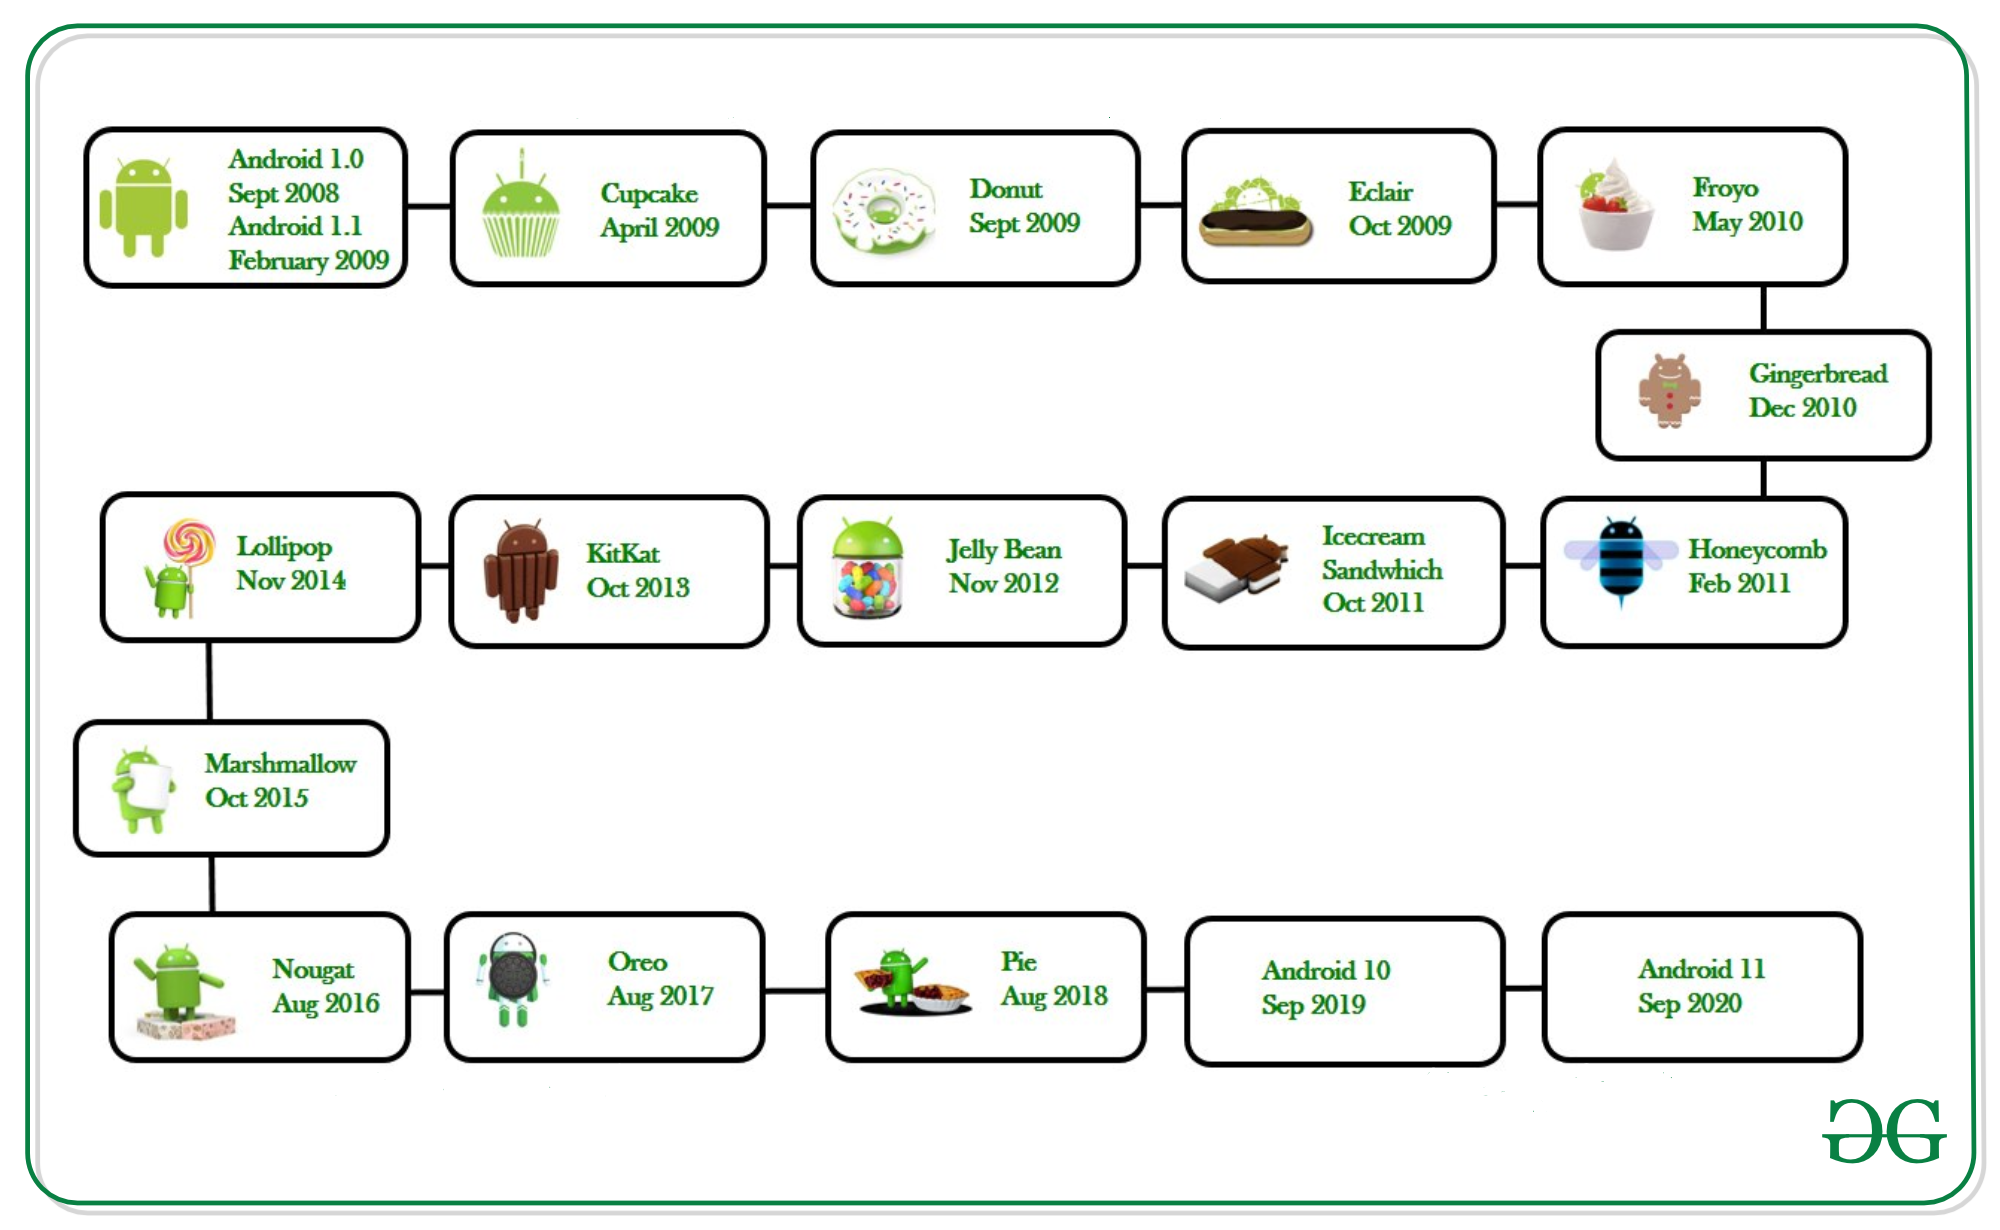 Android 1.0
Sept 2008
Android 1.1
February 2009
Cupcake
April 2009
Donut
Sept 2009
Eclair
Oct 2009
Froyo
May 2010
Gingerbread
Dec 2010
Honeycomb
Feb 2011
Icecream
Sandwhich
Oct 2011
Jelly Bean
Nov 2012
KitKat
Oct 2013
Lollipop
Nov 2014
Marshmallow
Oct 2015
Nougat
Aug 2016
Oreo
Aug 2017
Pie
Aug 2018
Android 10
Sep 2019
Android 11
Sep 2020